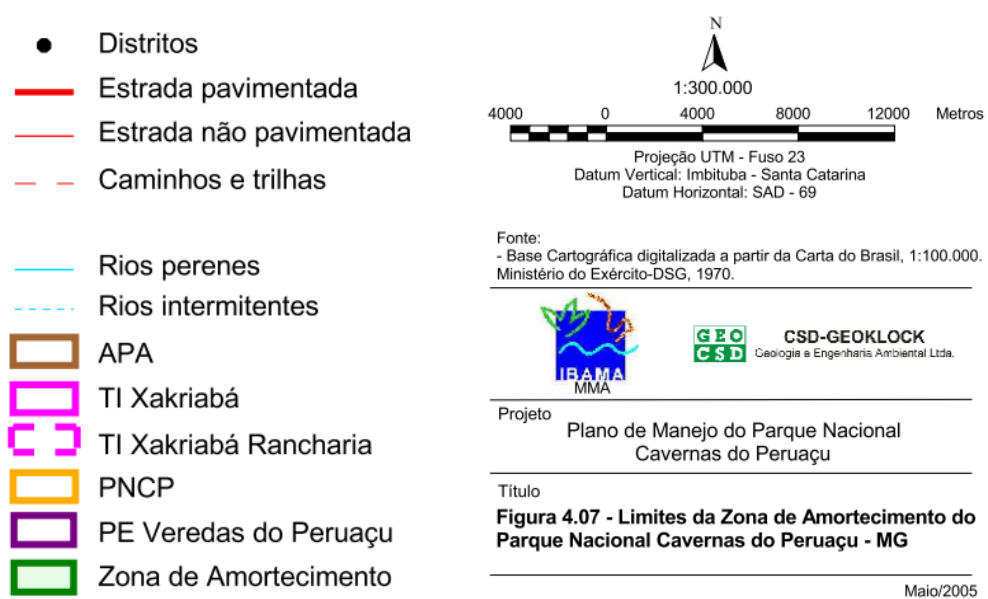 Distritos
Estrada pavimentada
Estrada não pavimentada
Caminhos e trilhas
Rios perenes
Rios intermitentes
APA
TI Xakriabá
TI Xakriabá Rancharia
PNCP
PE Veredas do Peruaçu
Zona de Amortecimento
N
1:300.000
4000 0 4000 8000 12000 Metros
Projeção UTM - Fuso 23
Datum Vertical: Imbituba - Santa Catarina
Datum Horizontal: SAD - 69
Fonte:
- Base Cartográfica digitalizada a partir da Carta do Brasil, 1:100.000.
Ministério do Exército-DSG, 1970.
IBAMA
MMA
GEO
CSD
CSD-GEOKLOCK
Geologia e Engenharia Ambiental Ltda.
Projeto
Plano de Manejo do Parque Nacional
Cavernas do Peruaçu
Título
Figura 4.07 - Limites da Zona de Amortecimento do
Parque Nacional Cavernas do Peruaçu - MG
Maio/2005